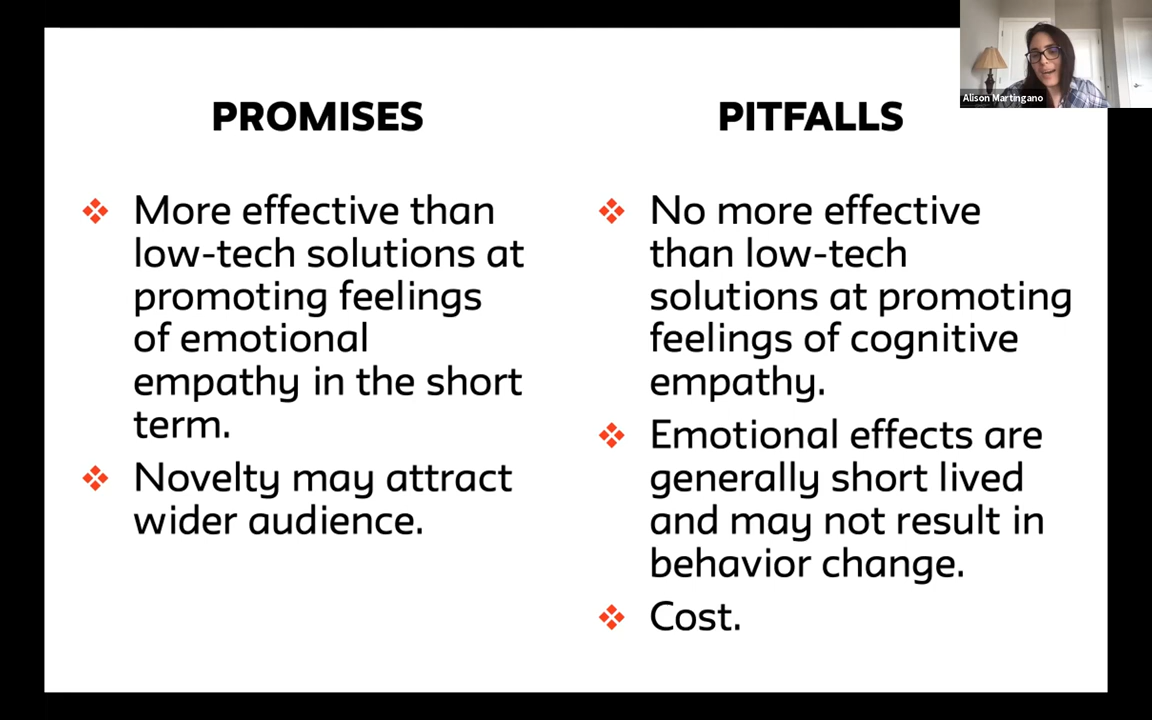 Alison Martingano
PROMISES
More effective than
low-tech solutions at
promoting feelings
of emotional
empathy in the short
term.
Novelty may attract
wider audience.
PITFALLS
No more effective
than low-tech
solutions at promoting
feelings of cognitive
empathy.
Emotional effects are
generally short lived
and may not result in
behavior change.
Cost.